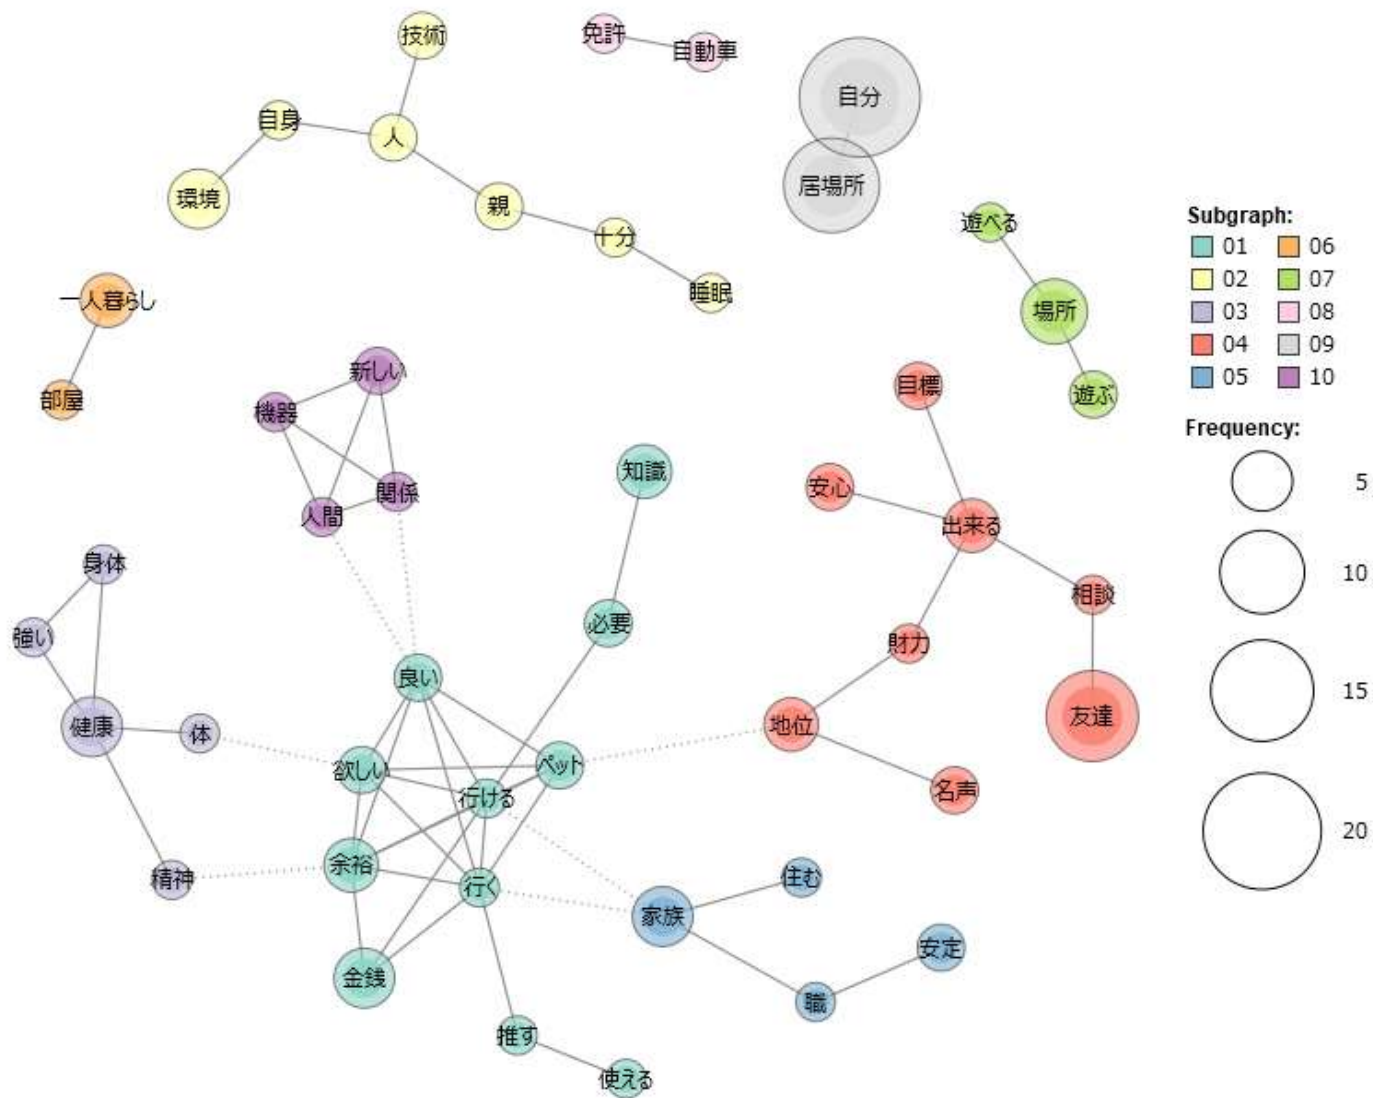 技術
免許
自動車
自分
自身
人
居場所
環境
親
十分
睡眠
遊べる
場所
遊ぶ
一人暮らし
部屋
新しい
機器
関係
人間
目標
安心
出来る
相談
財力
友達
地位
名声
知識
必要
身体
強い
健康
体
精神
良い
欲しい
ペット
行ける
余裕
行く
金銭
推す
使える
家族
住む
安定
職
Subgraph:
01 06
02 07
03 08
04 09
05 10
Frequency:
5
10
15
20